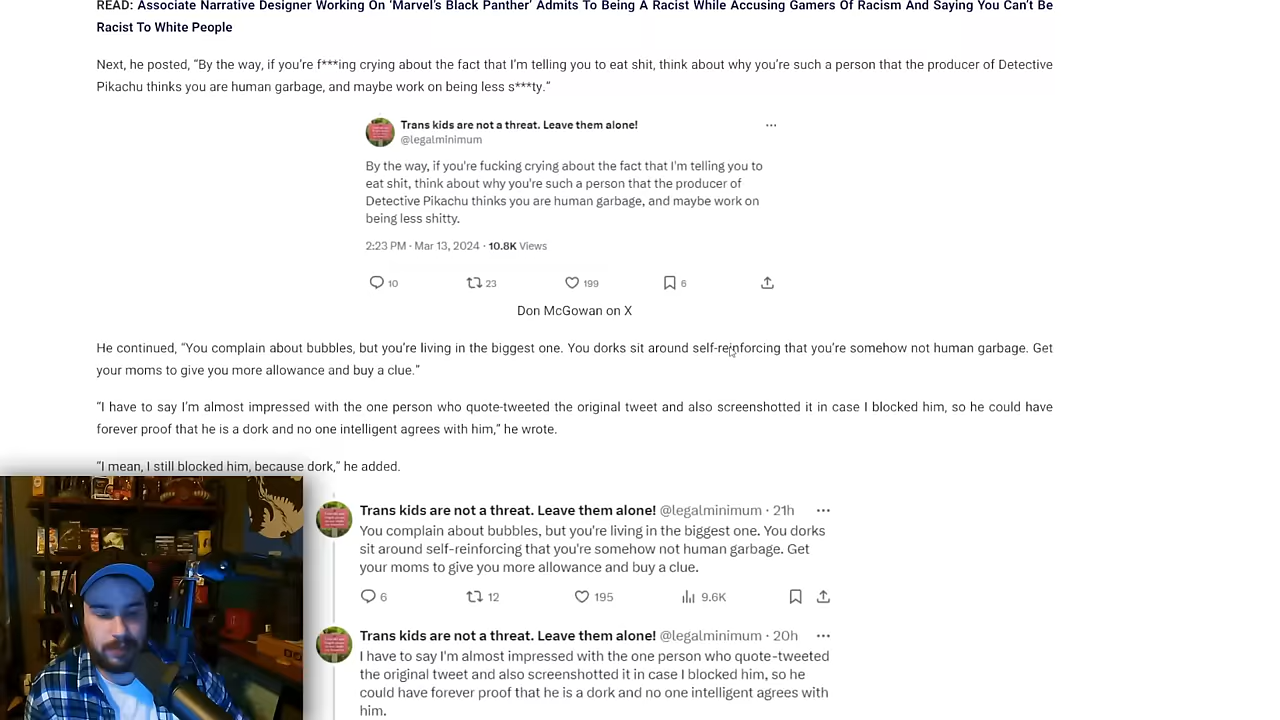 READ: Associate Narrative Designer Working On ‘Marvel’s Black Panther’ Admits To Being A Racist While Accusing Gamers Of Racism And Saying You Can’t Be
Racist To White People
Next, he posted, “By the way, if you’re f***ing crying about the fact that I’m telling you to eat shit, think about why you’re such a person that the producer of Detective
Pikachu thinks you are human garbage, and maybe work on being less s***ty.”
Trans kids are not a threat. Leave them alone!
@legalminimum
By the way, if you're fucking crying about the fact that I'm telling you to
eat shit, think about why you're such a person that the producer of
Detective Pikachu thinks you are human garbage, and maybe work on
being less shitty.
2:23 PM · Mar 13, 2024 · 10.8K Views
10 23 199 6
Don McGowan on X
He continued, “You complain about bubbles, but you’re living in the biggest one. You dorks sit around self-reinforcing that you’re somehow not human garbage. Get
your moms to give you more allowance and buy a clue.”
“I have to say I’m almost impressed with the one person who quote-tweeted the original tweet and also screenshotted it in case I blocked him, so he could have
forever proof that he is a dork and no one intelligent agrees with him,” he wrote.
“I mean, I still blocked him, because dork,” he added.
Trans kids are not a threat. Leave them alone! @legalminimum · 21h
You complain about bubbles, but you're living in the biggest one. You dorks
sit around self-reinforcing that you're somehow not human garbage. Get
your moms to give you more allowance and buy a clue.
6 12 195 9.6K
Trans kids are not a threat. Leave them alone! @legalminimum · 20h
I have to say I'm almost impressed with the one person who quote-tweeted
the original tweet and also screenshotted it in case I blocked him, so he
could have forever proof that he is a dork and no one intelligent agrees with
him.